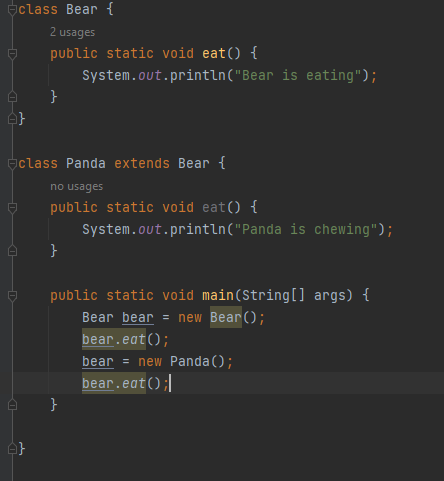 class Bear {
2 usages
public static void eat() {
System.out.println("Bear is eating");
}
}
class Panda extends Bear {
no usages
public static void eat() {
System.out.println("Panda is chewing");
}
public static void main(String[] args) {
Bear bear = new Bear();
bear.eat();
bear = new Panda();
bear.eat();
}
}